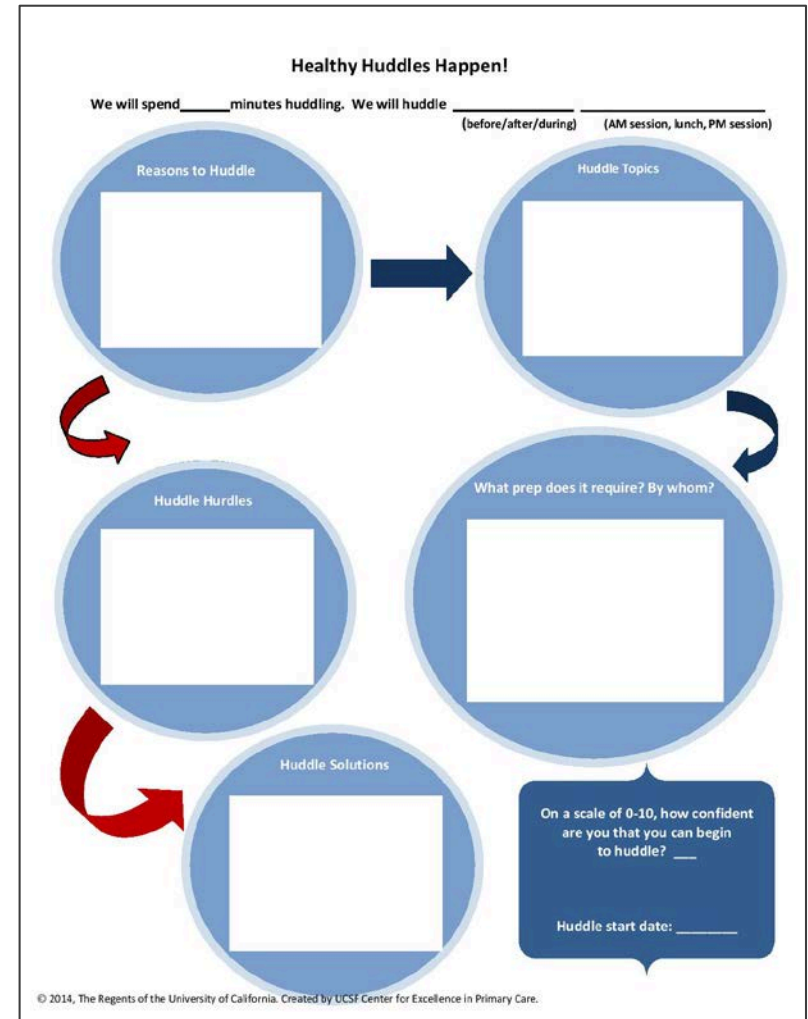 Healthy Huddles Happen!
We will spend______minutes huddling. We will huddle __________________ ___________________________
(before/after/during) (AM session, lunch, PM session)
Reasons to Huddle
Huddle Topics
Huddle Hurdles
What prep does it require? By whom?
Huddle Solutions
On a scale of 0-10, how confident
are you that you can begin
to huddle? ___
Huddle start date: ________
© 2014, The Regents of the University of California. Created by UCSF Center for Excellence in Primary Care.